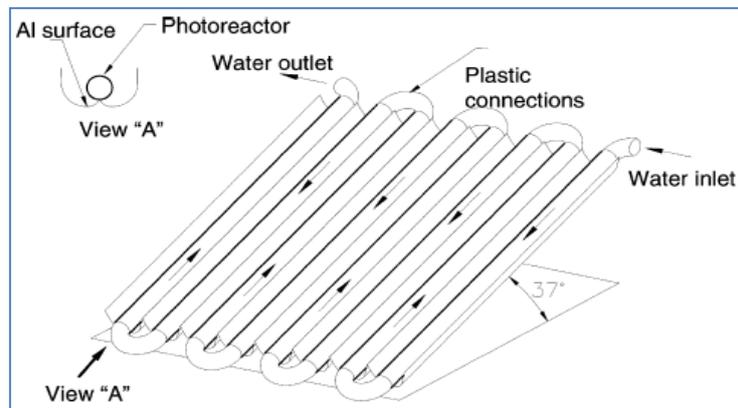 Al surface
Photoreactor
View “A”
Water outlet
Plastic
connections
Water inlet
37°
View “A”